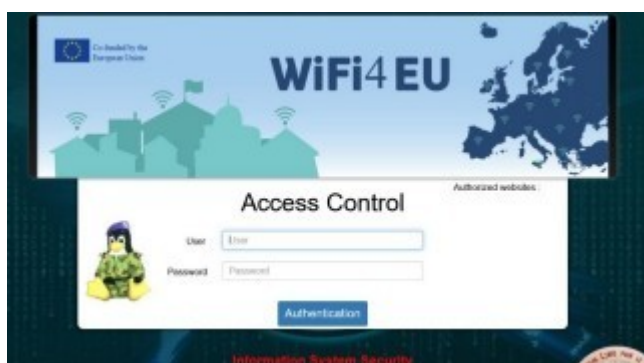 Co-funded by the
European Union
WiFi4EU
Authorized websites :
Access Control
User
User
Password
Password
Authentication
Information System Security